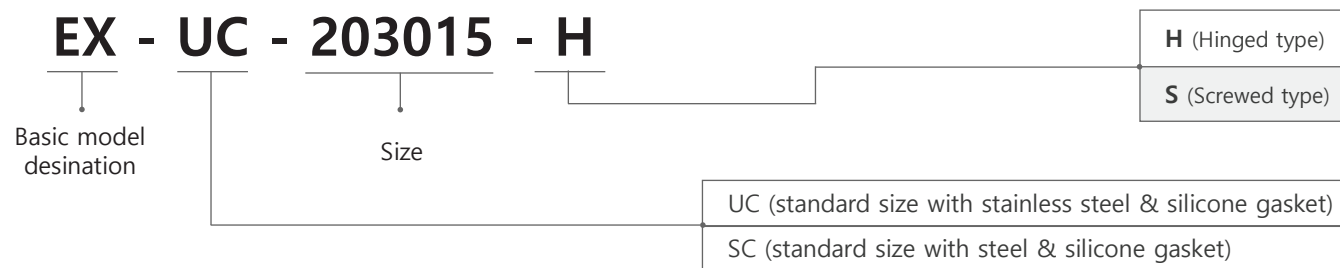 EX - UC - 203015 - H
H (Hinged type)
S (Screwed type)
Basic model
desination
Size
UC (standard size with stainless steel & silicone gasket)
SC (standard size with steel & silicone gasket)